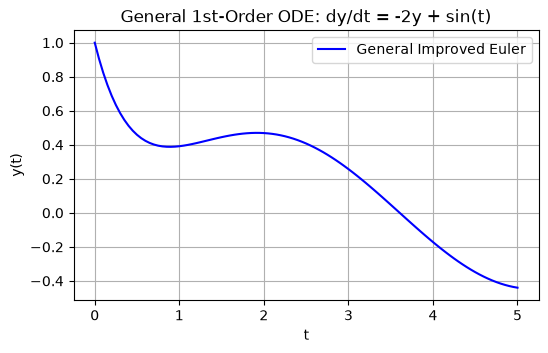 General 1st-Order ODE: dy/dt = -2y + sin(t)
General Improved Euler
y(t)
1.0
0.8
0.6
0.4
0.2
0.0
−0.2
−0.4
0 1 2 3 4 5
t